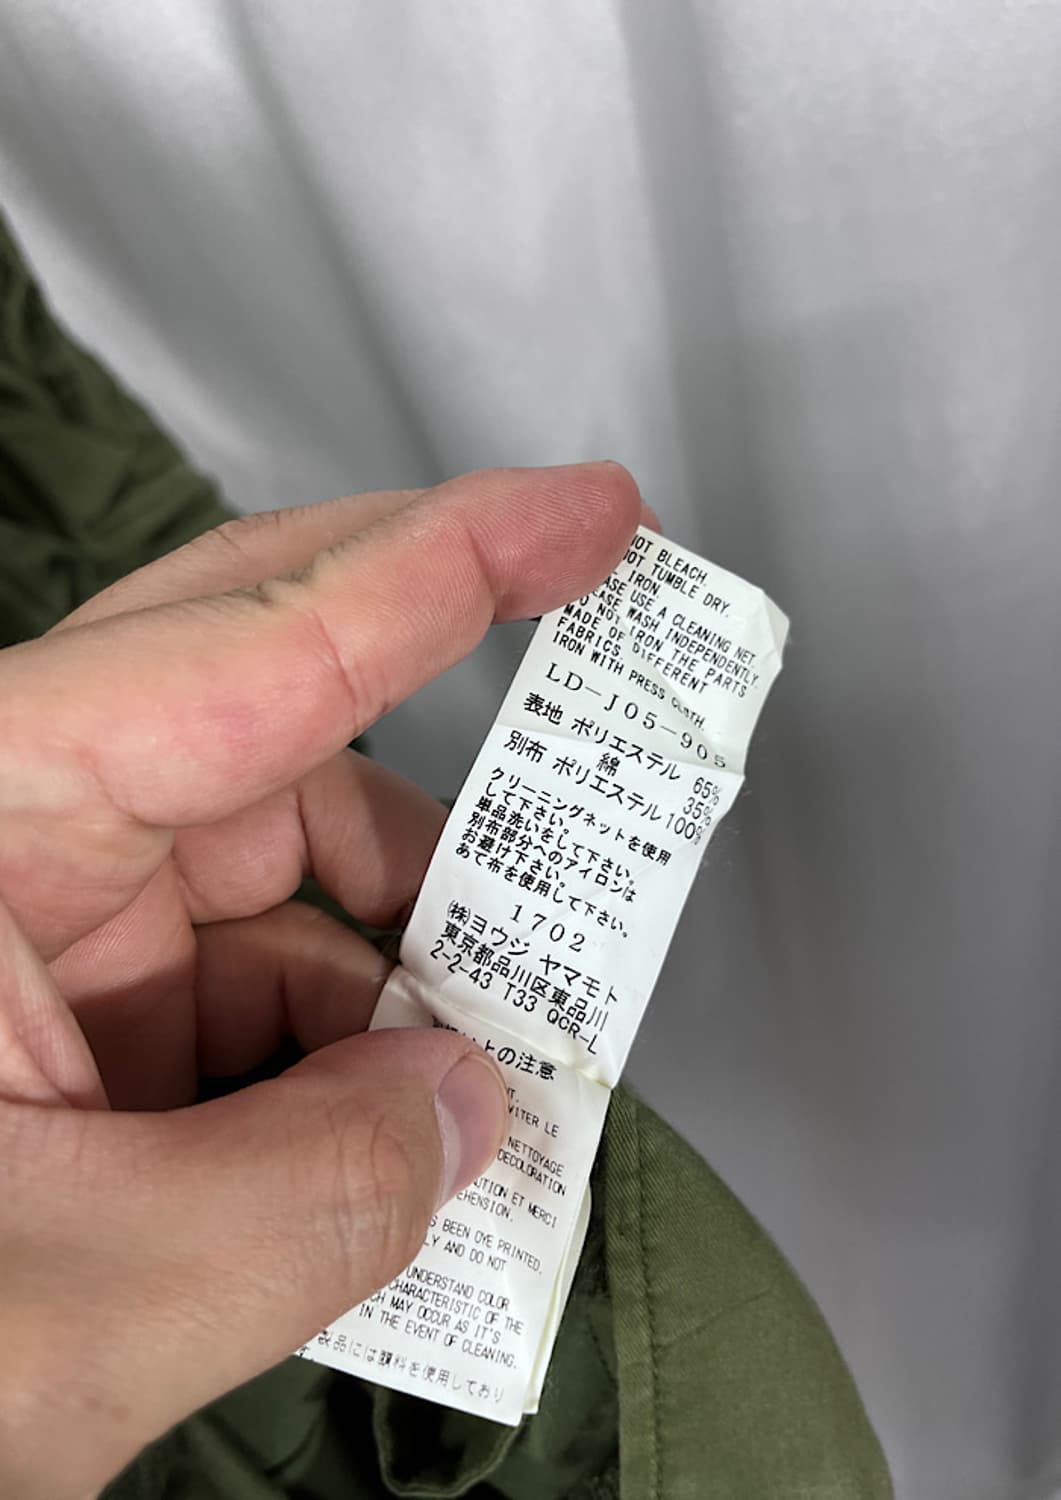 NOT BLEACH.
NOT TUMBLE DRY.
IRON.
PLEASE USE A CLEANING NET.
PLEASE WASH INDEPENDENTLY.
DO NOT IRON THE PARTS
MADE OF DIFFERENT
FABRICS
IRON WITH PRESS CLOTH.
LD-J05-905
表地 ポリエステル 65%
綿 35%
別布 ポリエステル 100%
クリーニングネットを使用
して下さい。
単品洗いをして下さい。
別布部分へのアイロンは
お避け下さい。
あて布を使用して下さい。
1702
(株)ヨウジ ヤマモト
東京都品川区東品川
2-2-43 T33 QCR-L
上の注意
VITER LE
NETTOYAGE
DECOLORATION
ET MERCI
BEEN DYE PRINTED,
LY AND DO NOT
UNDERSTAND COLOR
CHARACTERISTIC OF THE
CH MAY OCCUR AS IT'S
IN THE EVENT OF CLEANING.
製品には顔料を使用しており